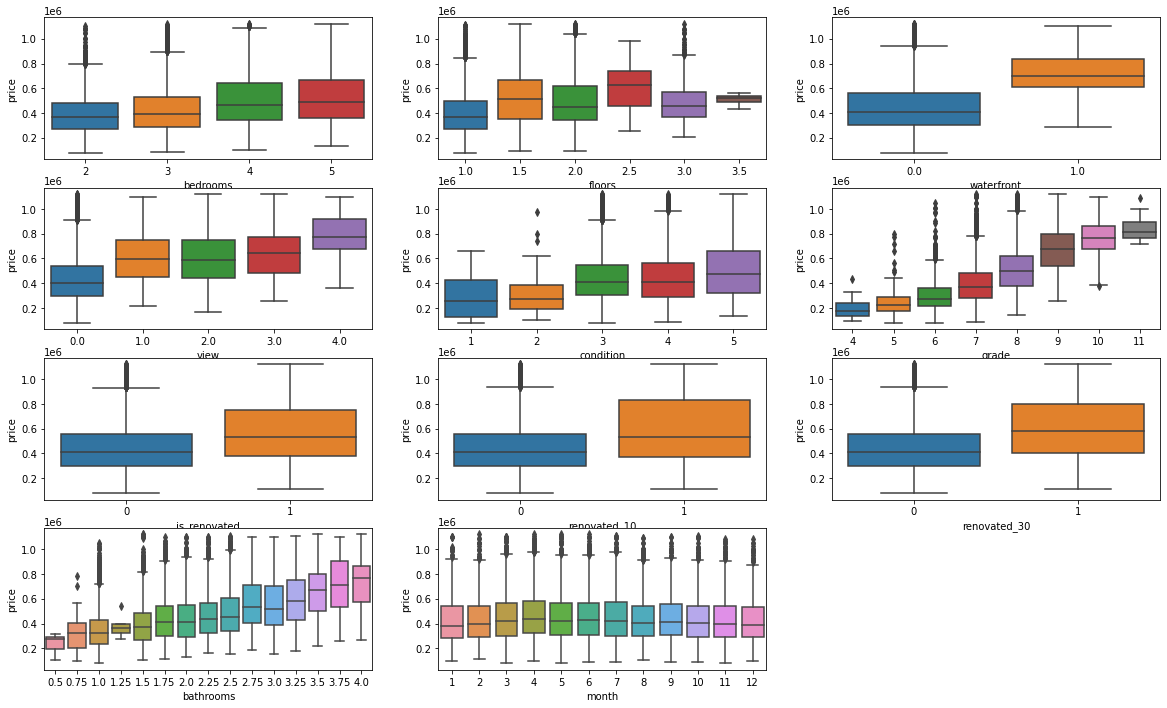 1e6
1e6
1e6
price
1.0
0.8
0.6
0.4
0.2
2 3 4 5
bedrooms
price
1.0
0.8
0.6
0.4
0.2
1.0 1.5 2.0 2.5 3.0 3.5
floors
price
1.0
0.8
0.6
0.4
0.2
0.0 1.0
waterfront
1e6
1e6
1e6
price
1.0
0.8
0.6
0.4
0.2
0.0 1.0 2.0 3.0 4.0
view
price
1.0
0.8
0.6
0.4
0.2
1 2 3 4 5
condition
price
1.0
0.8
0.6
0.4
0.2
4 5 6 7 8 9 10 11
grade
1e6
1e6
1e6
price
1.0
0.8
0.6
0.4
0.2
0 1
is_renovated
price
1.0
0.8
0.6
0.4
0.2
0 1
renovated_10
price
1.0
0.8
0.6
0.4
0.2
0 1
renovated_30
1e6
1e6
price
1.0
0.8
0.6
0.4
0.2
0.5 0.75 1.0 1.25 1.5 1.75 2.0 2.25 2.5 2.75 3.0 3.25 3.5 3.75 4.0
bathrooms
price
1.0
0.8
0.6
0.4
0.2
1 2 3 4 5 6 7 8 9 10 11 12
month